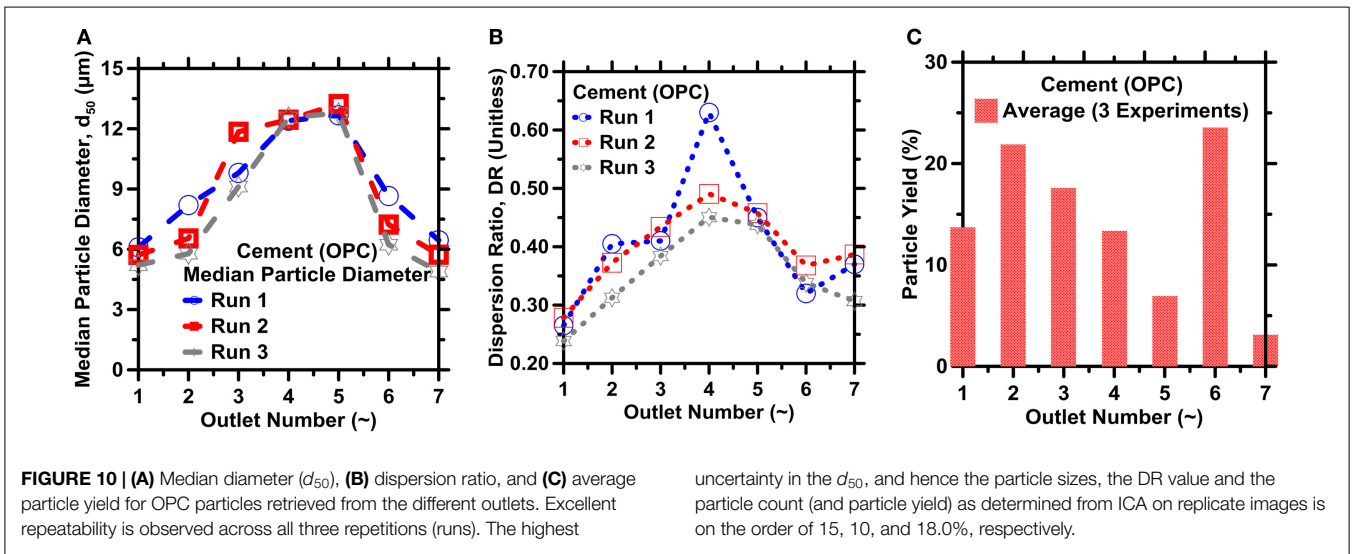 A
Median Particle Diameter, d50 (μm)
15
12
9
6
3
0
Cement (OPC)
Median Particle Diameter
Run 1
Run 2
Run 3
1 2 3 4 5 6 7
Outlet Number (~)
B
Dispersion Ratio, DR (Unitless)
0.70
0.60
0.50
0.40
0.30
0.20
Cement (OPC)
Run 1
Run 2
Run 3
1 2 3 4 5 6 7
Outlet Number (~)
C
Particle Yield (%)
30
20
10
0
Cement (OPC)
Average (3 Experiments)
1 2 3 4 5 6 7
Outlet Number (~)
FIGURE 10 | (A) Median diameter (d50), (B) dispersion ratio, and (C) average
particle yield for OPC particles retrieved from the different outlets. Excellent
repeatability is observed across all three repetitions (runs). The highest
uncertainty in the d50, and hence the particle sizes, the DR value and the
particle count (and particle yield) as determined from ICA on replicate images is
on the order of 15, 10, and 18.0%, respectively.